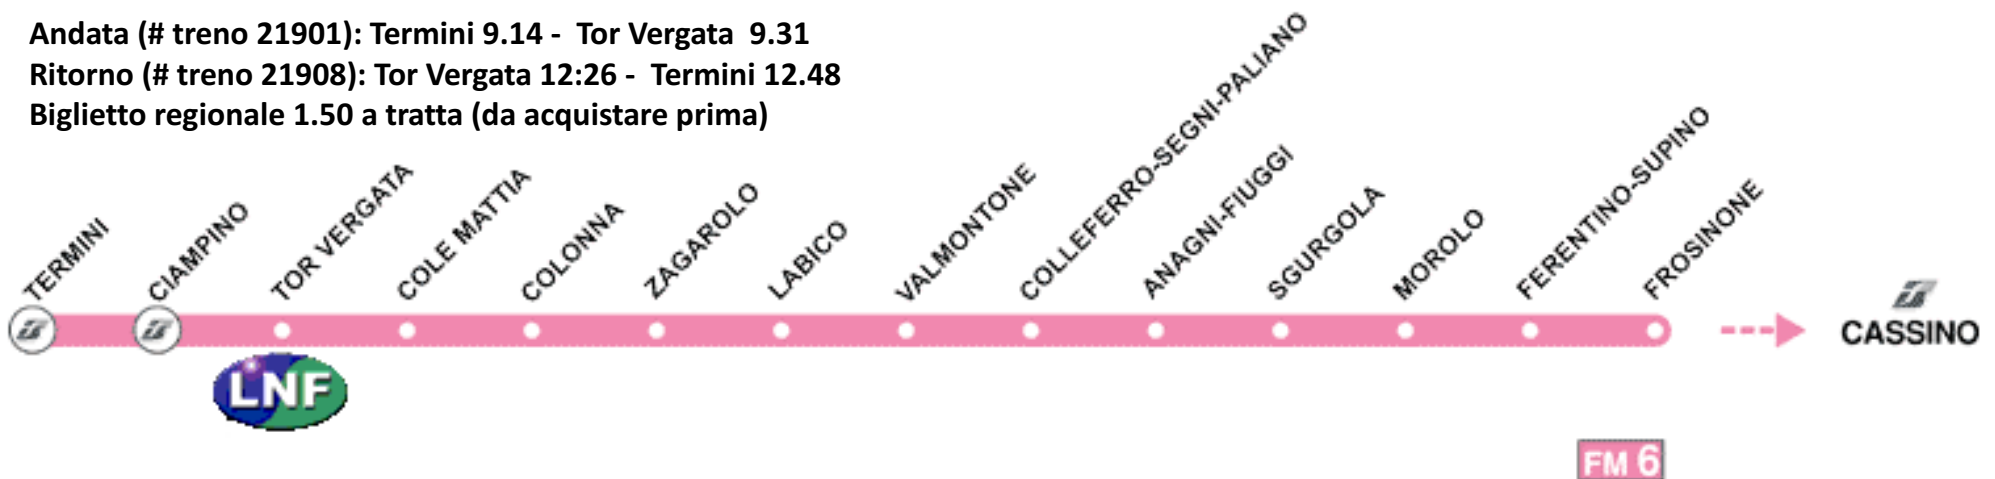 Andata (# treno 21901): Termini 9.14 - Tor Vergata 9.31
Ritorno (# treno 21908): Tor Vergata 12:26 - Termini 12.48
Biglietto regionale 1.50 a tratta (da acquistare prima)
TERMINI
CIAMPINO
TOR VERGATA
COLE MATTIA
COLONNA
ZAGAROLO
LABICO
VALMONTONE
COLLEFERRO-SEGNI-PALIANO
ANAGNI-FIUGGI
SGURGOLA
MOROLO
FERENTINO-SUPINO
FROSINONE
CASSINO
LNF
FM 6